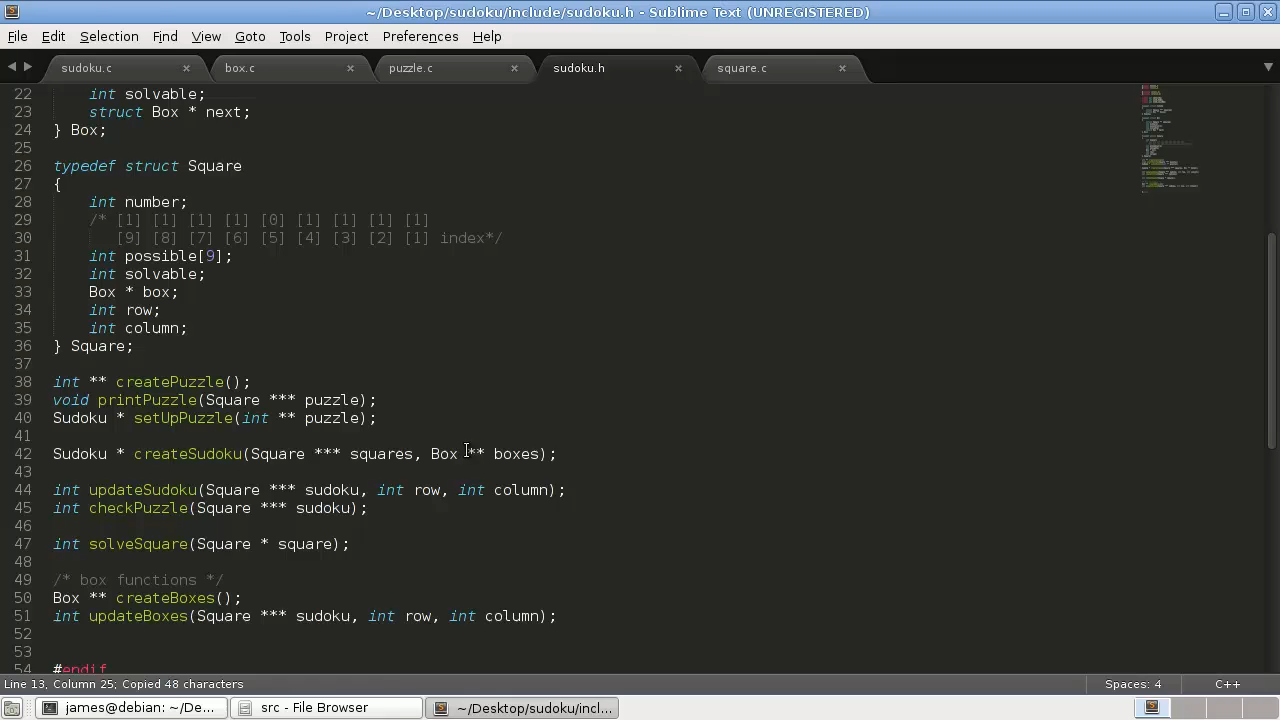 ~/Desktop/sudoku/include/sudoku.h - Sublime Text (UNREGISTERED)
File Edit Selection Find View Goto Tools Project Preferences Help
sudoku.c × box.c × puzzle.c × sudoku.h × square.c ×
22 int solvable;
23 struct Box * next;
24 } Box;
25
26 typedef struct Square
27 {
28 int number;
29 /* [1] [1] [1] [1] [0] [1] [1] [1] [1]
30 [9] [8] [7] [6] [5] [4] [3] [2] [1] index*/
31 int possible[9];
32 int solvable;
33 Box * box;
34 int row;
35 int column;
36 } Square;
37
38 int ** createPuzzle();
39 void printPuzzle(Square *** puzzle);
40 Sudoku * setUpPuzzle(int ** puzzle);
41
42 Sudoku * createSudoku(Square *** squares, Box ** boxes);
43
44 int updateSudoku(Square *** sudoku, int row, int column);
45 int checkPuzzle(Square *** sudoku);
46
47 int solveSquare(Square * square);
48
49 /* box functions */
50 Box ** createBoxes();
51 int updateBoxes(Square *** sudoku, int row, int column);
52
53
54 #endif
Line 13, Column 25; Copied 48 characters Spaces: 4 C++
james@debian: ~/De... src - File Browser ~/Desktop/sudoku/incl...